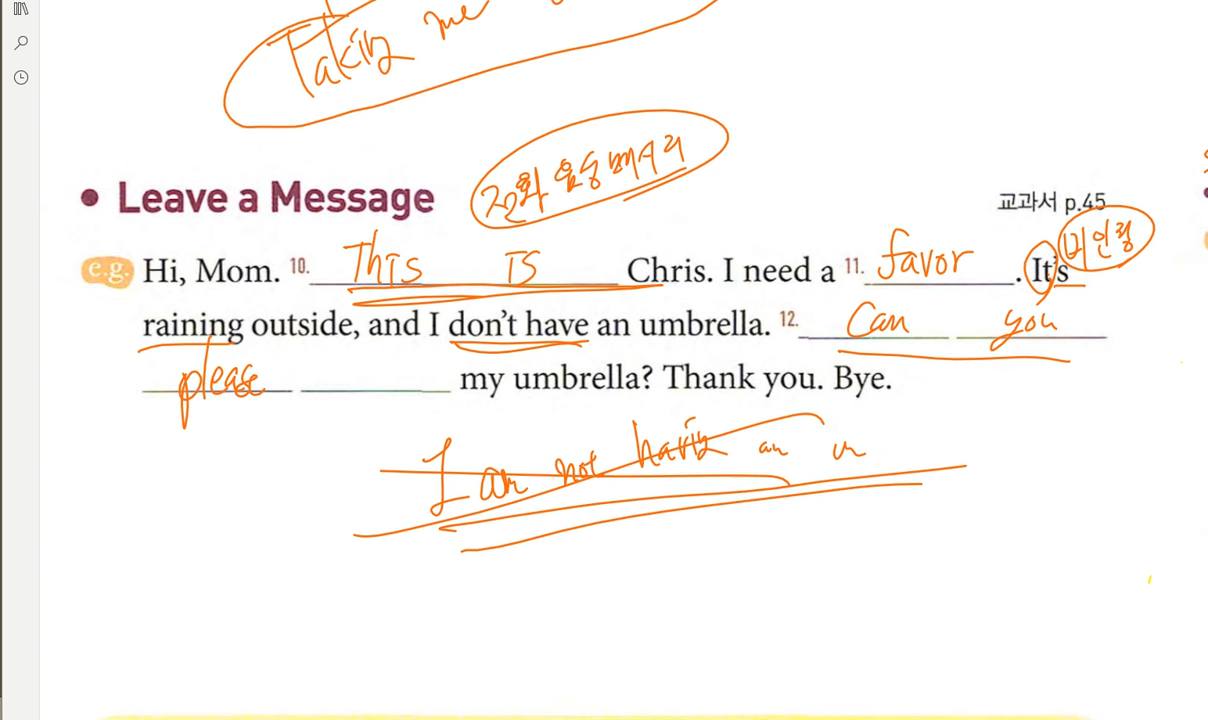 Taking me
전화 음성 메시지
• Leave a Message
교과서 p.45
비인칭
e.g. Hi, Mom. 10. This is Chris. I need a 11. favor. It's
raining outside, and I don't have an umbrella. 12. Can you
please my umbrella? Thank you. Bye.
I am not having an